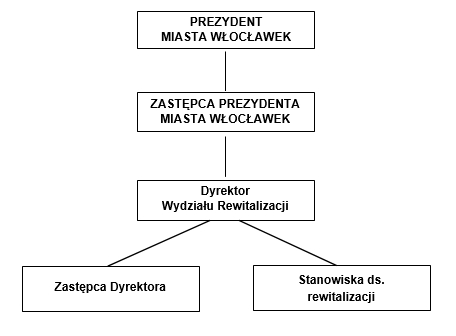 PREZYDENT
MIASTA WŁOCŁAWEK
ZASTĘPCA PREZYDENTA
MIASTA WŁOCŁAWEK
Dyrektor
Wydziału Rewitalizacji
Zastępca Dyrektora
Stanowiska ds.
rewitalizacji